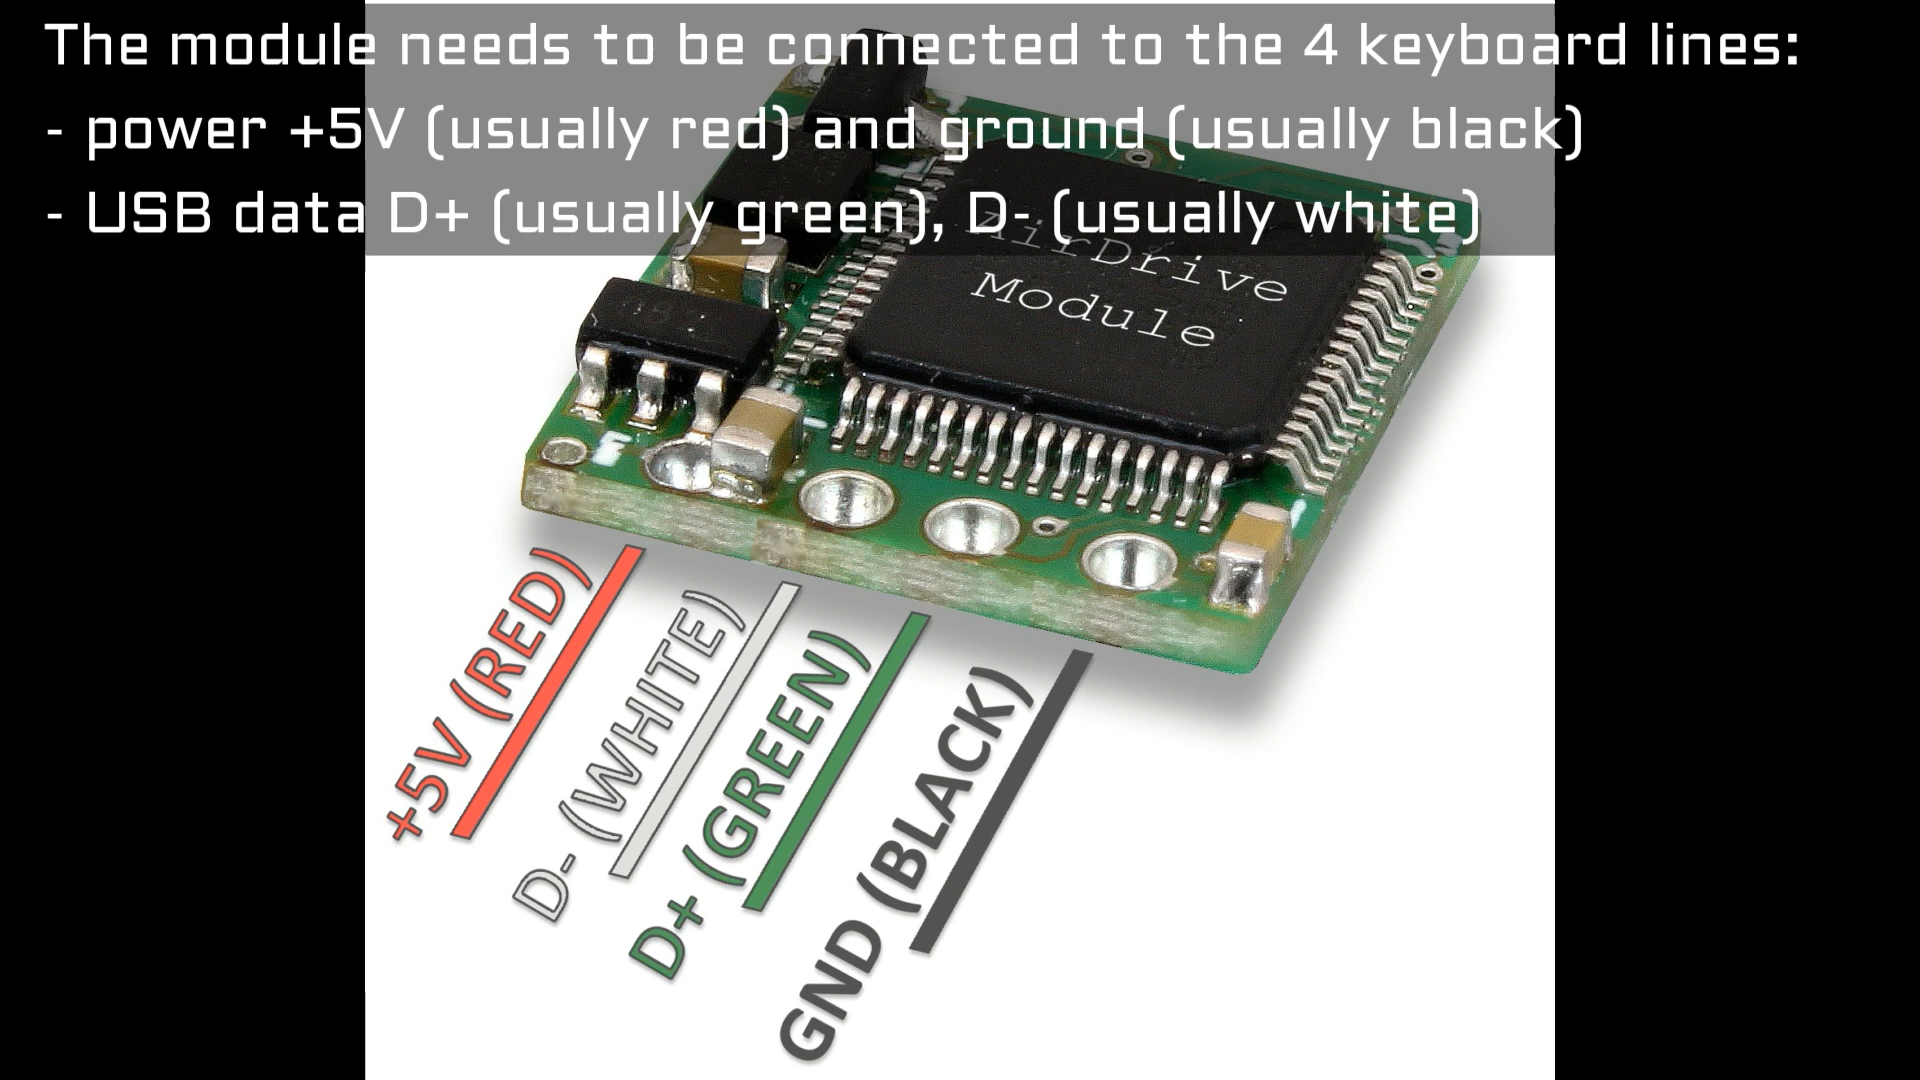 The module needs to be connected to the 4 keyboard lines:
- power +5V (usually red) and ground (usually black)
- USB data D+ (usually green), D- (usually white)
AirDrive
Module
+5V (RED)
D- (WHITE)
D+ (GREEN)
GND (BLACK)